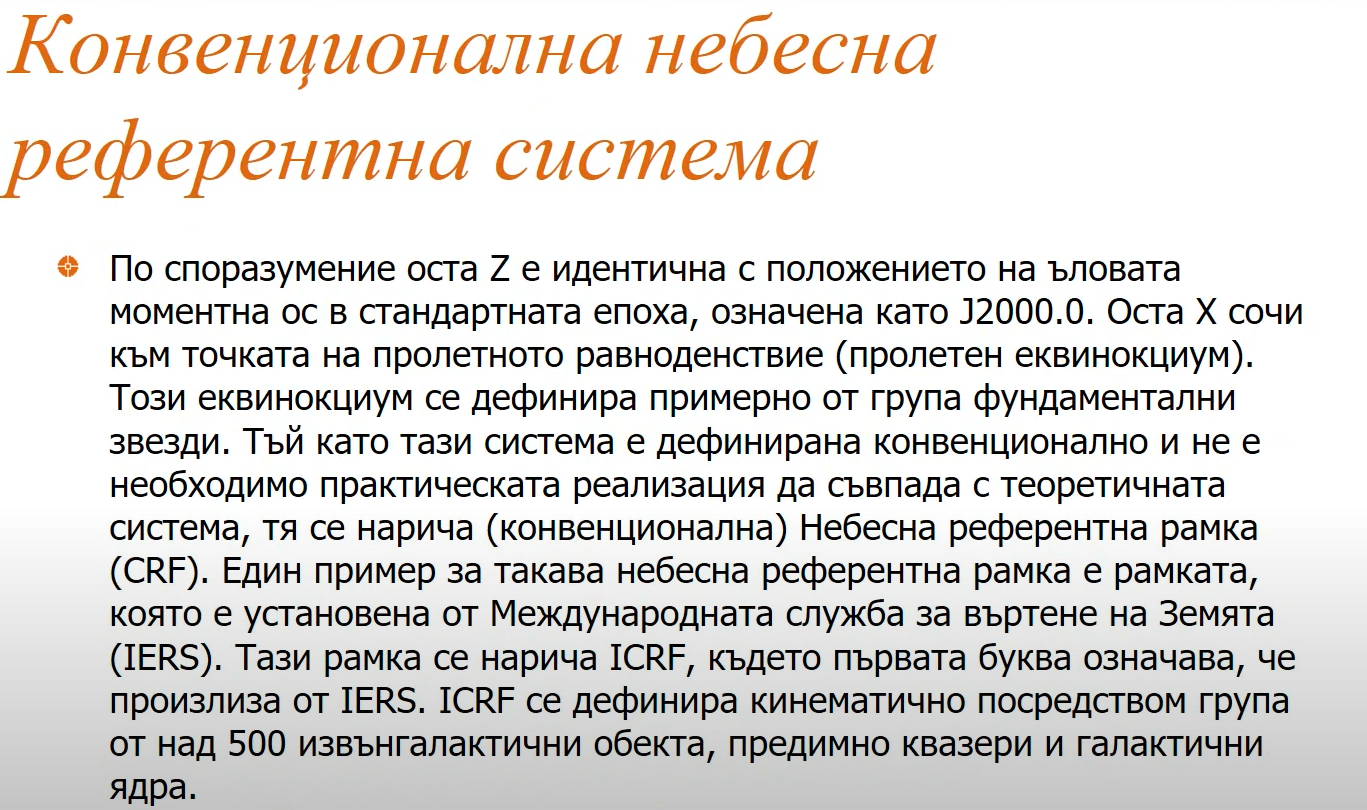 Конвенционална небесна
референтна система
По споразумение оста Z е идентична с положението на ъловата
моментна ос в стандартната епоха, означена като J2000.0. Оста X сочи
към точката на пролетното равноденствие (пролетен еквинокциум).
Този еквинокциум се дефинира примерно от група фундаментални
звезди. Тъй като тази система е дефинирана конвенционално и не е
необходимо практическата реализация да съвпада с теоретичната
система, тя се нарича (конвенционална) Небесна референтна рамка
(CRF). Един пример за такава небесна референтна рамка е рамката,
която е установена от Международната служба за въртене на Земята
(IERS). Тази рамка се нарича ICRF, където първата буква означава, че
произлиза от IERS. ICRF се дефинира кинематично посредством група
от над 500 извънгалактични обекта, предимно квазери и галактични
ядра.